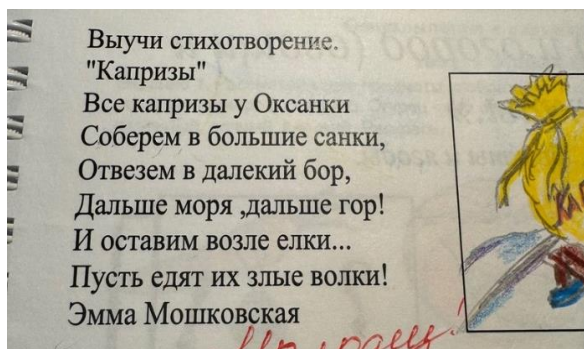 Выучи стихотворение.
"Капризы"
Все капризы у Оксанки
Соберем в большие санки,
Отвезем в далекий бор,
Дальше моря ,дальше гор!
И оставим возле елки...
Пусть едят их злые волки!
Эмма Мошковская